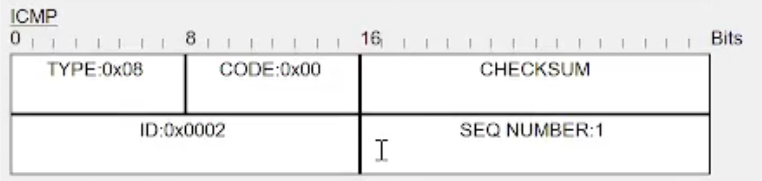 ICMP
0 8 16 Bits
TYPE:0x08 CODE:0x00 CHECKSUM
ID:0x0002 SEQ NUMBER:1